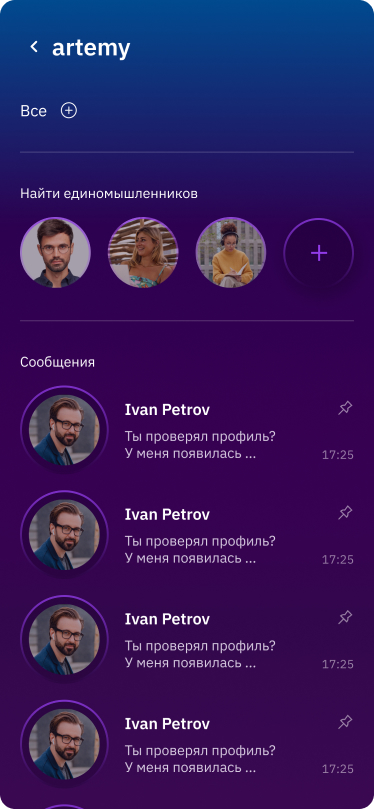 artemy
Все
Найти единомышленников
Сообщения
Ivan Petrov
Ты проверял профиль?
У меня появилась ...
17:25
Ivan Petrov
Ты проверял профиль?
У меня появилась ...
17:25
Ivan Petrov
Ты проверял профиль?
У меня появилась ...
17:25
Ivan Petrov
Ты проверял профиль?
У меня появилась ...
17:25